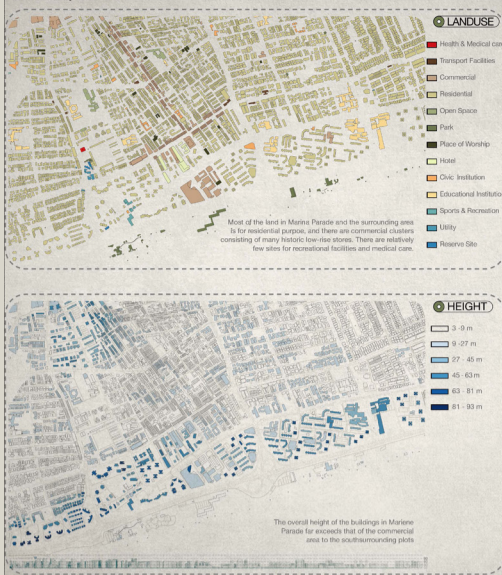 LANDUSE
Health & Medical care
Transport Facilities
Commercial
Residential
Open Space
Park
Place of Worship
Hotel
Civic Institution
Educational Institutio
Sports & Recreation
Utility
Reserve Site
Most of the land in Marine Parade and the surrounding area
is for residential purpoe, and there are commercial clusters
consisting of many historic low-rise stores. There are relatively
few sites for recreational facilities and medical care.
HEIGHT
3 -9 m
9 -27 m
27 - 45 m
45 - 63 m
63 - 81 m
81 - 93 m
The overall height of the buildings in Mariene
Parade far exceeds that of the commercial
area to the southsurrounding plots